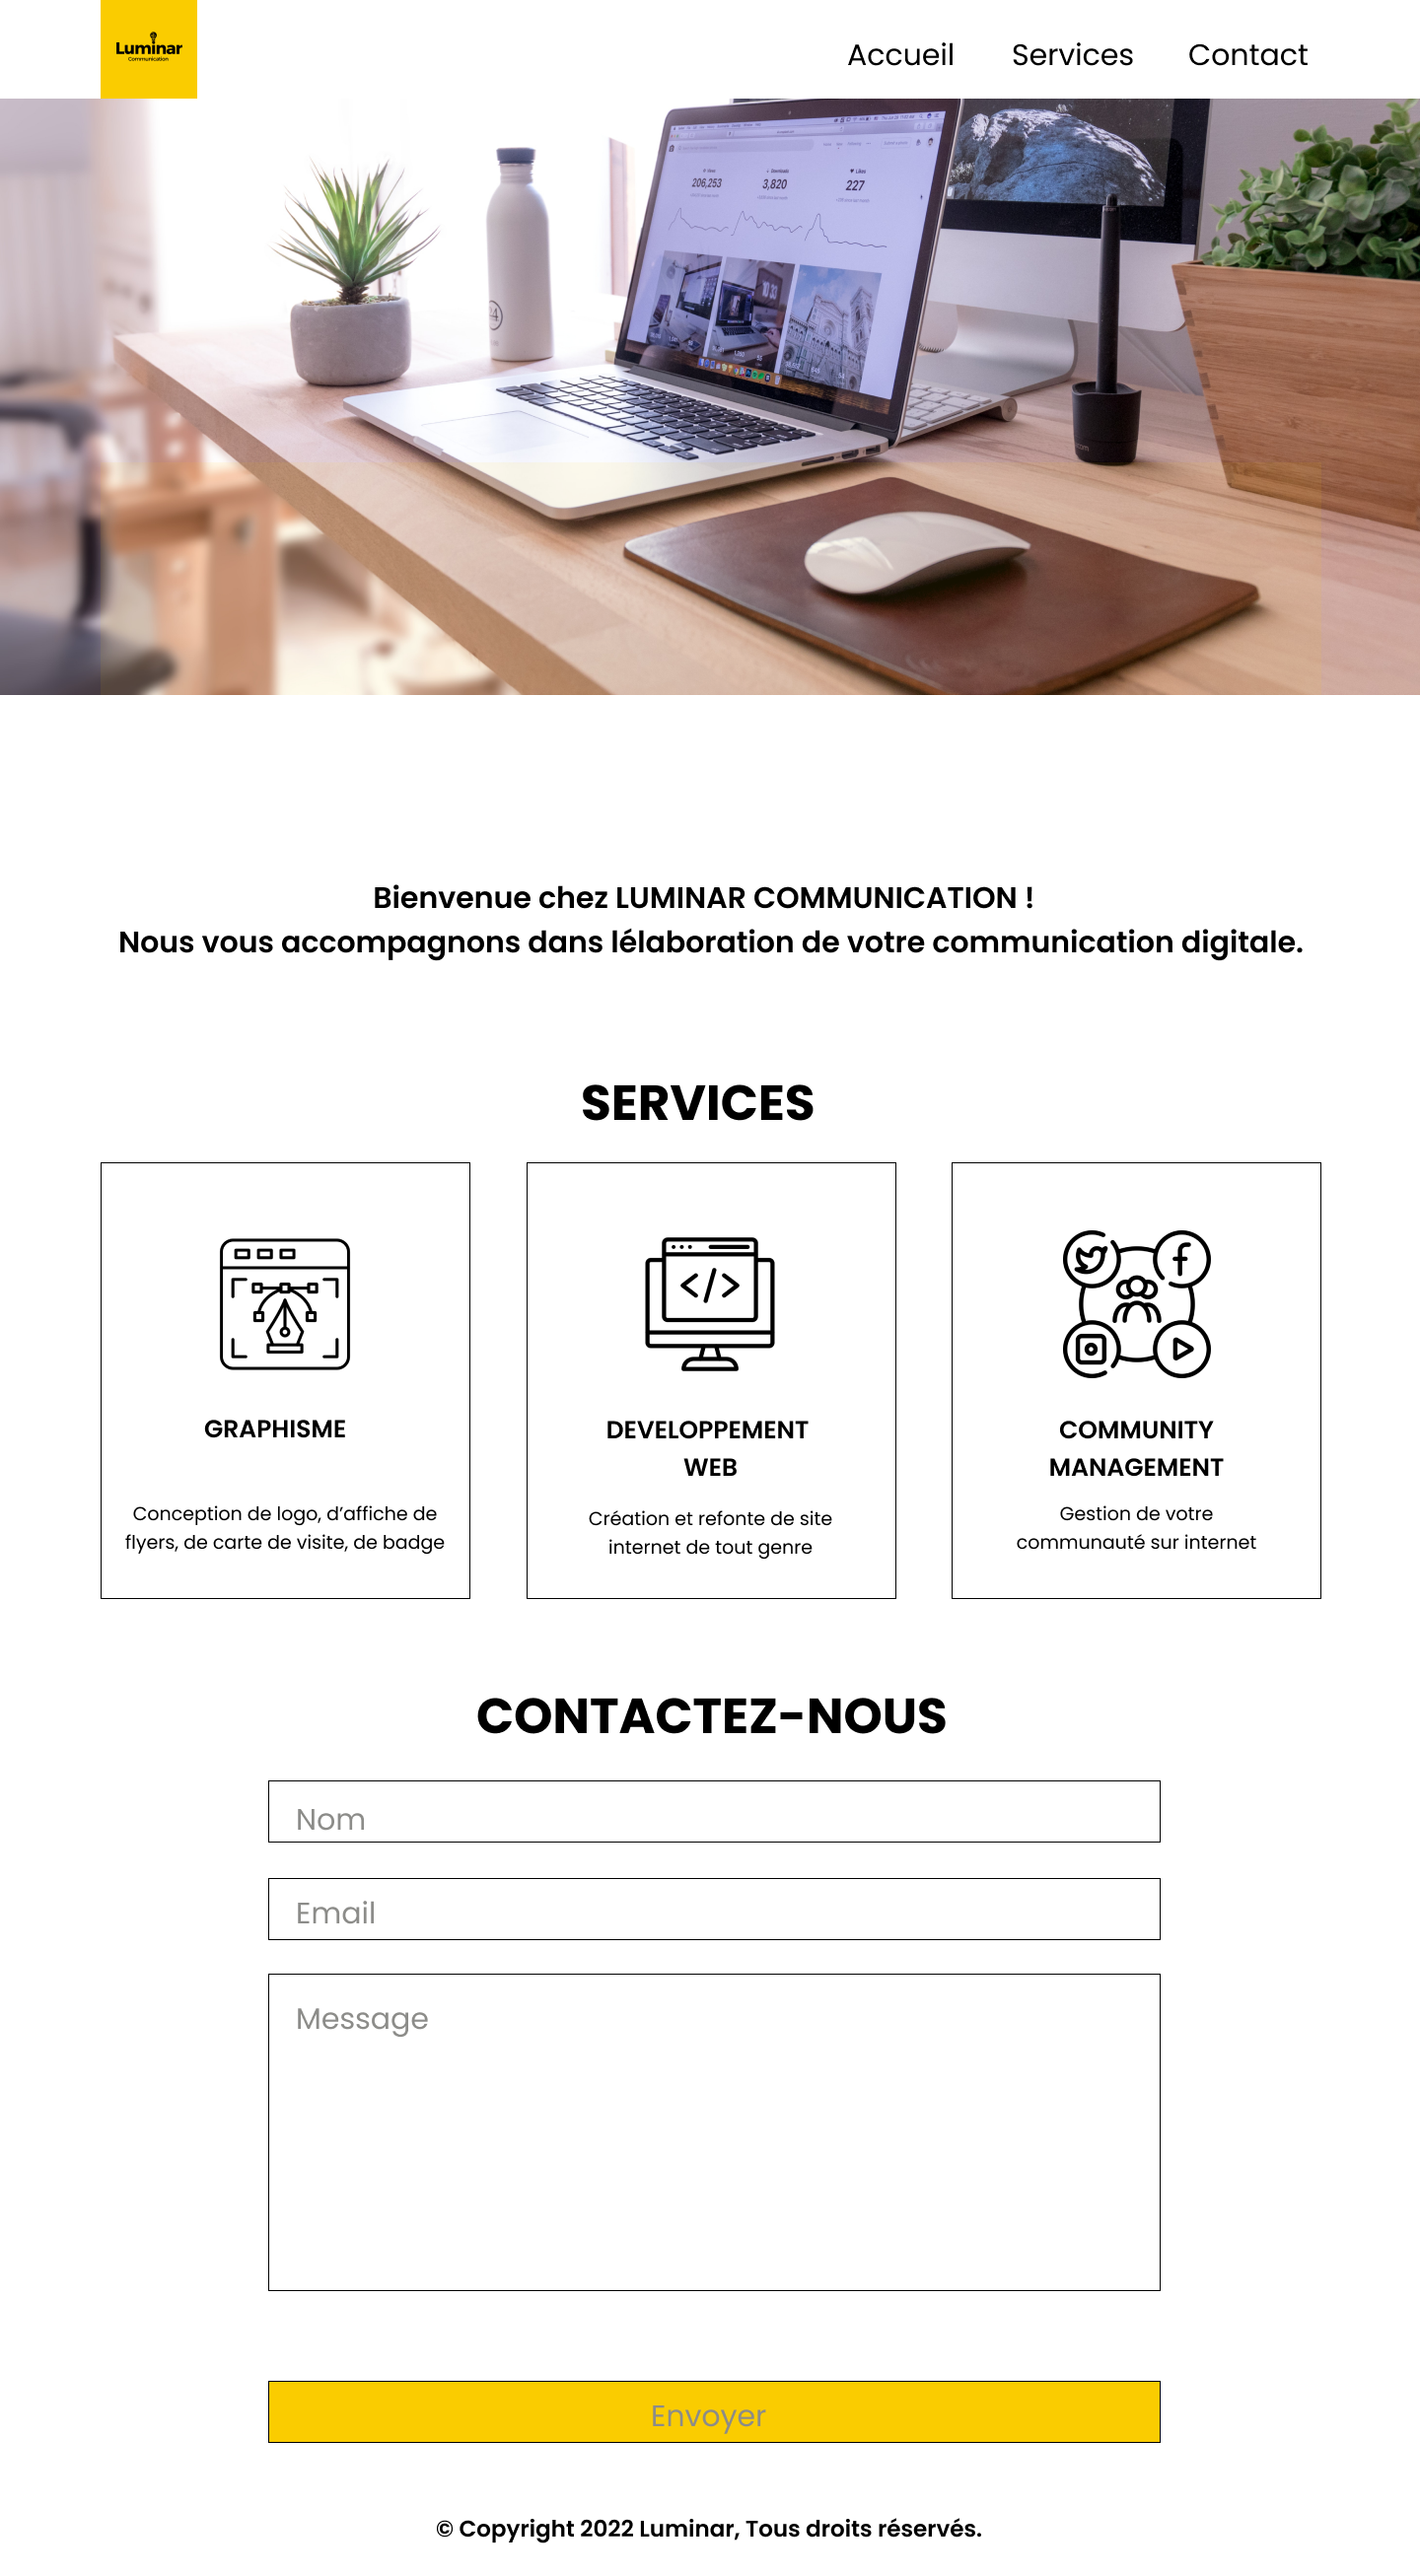 Luminar
Communication
Accueil Services Contact
206,253 3,820 227
Bienvenue chez LUMINAR COMMUNICATION !
Nous vous accompagnons dans lélaboration de votre communication digitale.
SERVICES
GRAPHISME
Conception de logo, d’affiche de
flyers, de carte de visite, de badge
DEVELOPPEMENT
WEB
Création et refonte de site
internet de tout genre
COMMUNITY
MANAGEMENT
Gestion de votre
communauté sur internet
CONTACTEZ-NOUS
Nom
Email
Message
Envoyer
© Copyright 2022 Luminar, Tous droits réservés.